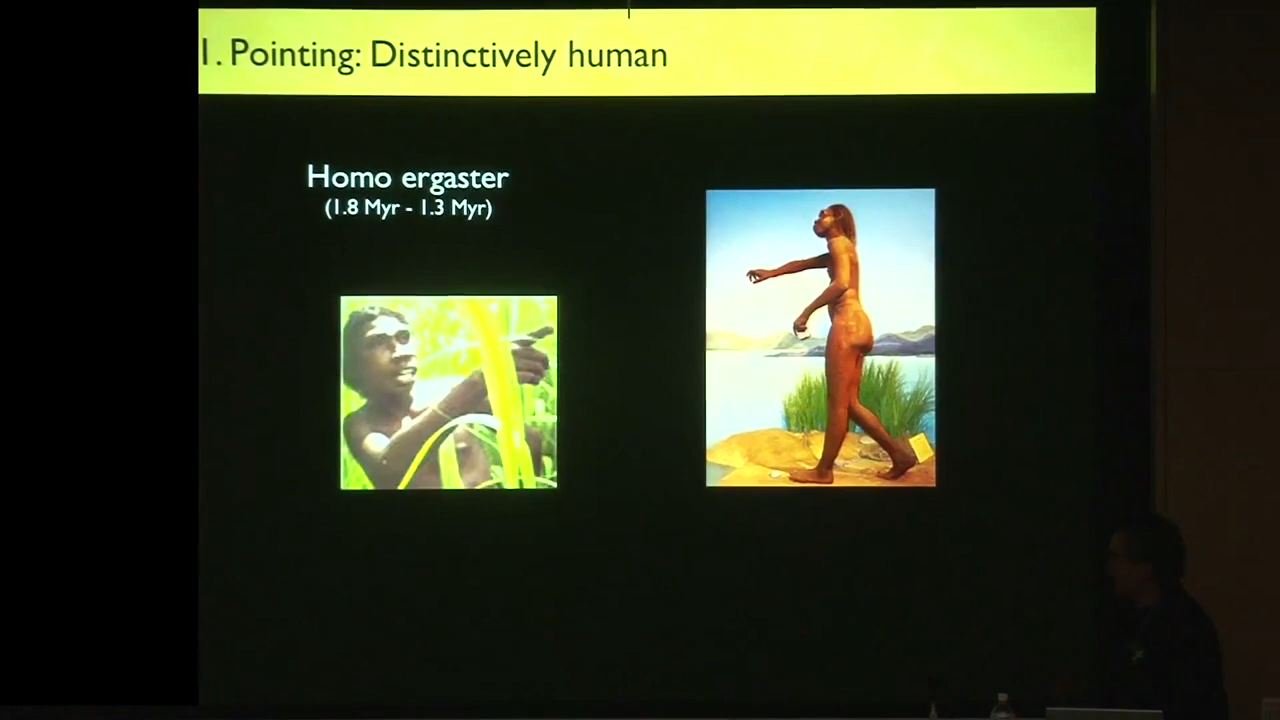 1. Pointing: Distinctively human
Homo ergaster
(1.8 Myr - 1.3 Myr)